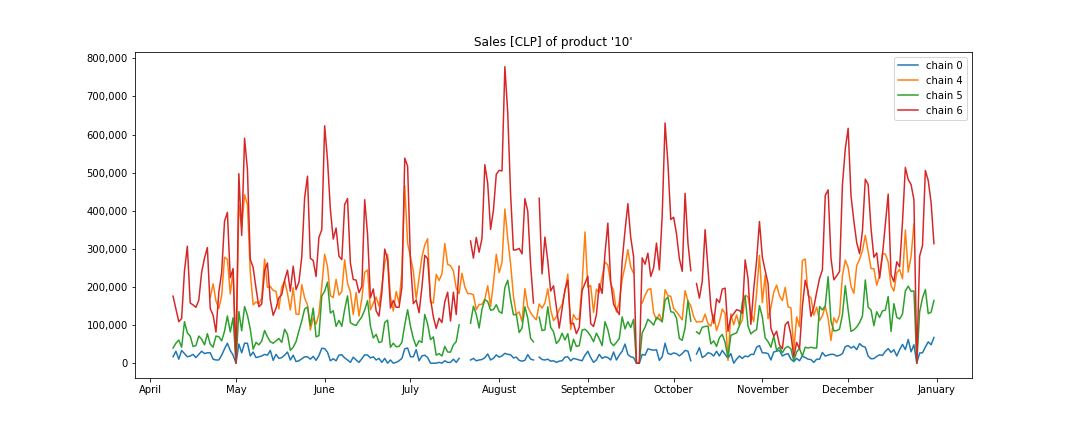 Sales [CLP] of product '10'
800,000
700,000
600,000
500,000
400,000
300,000
200,000
100,000
0
chain 0
chain 4
chain 5
chain 6
April May June July August September October November December January